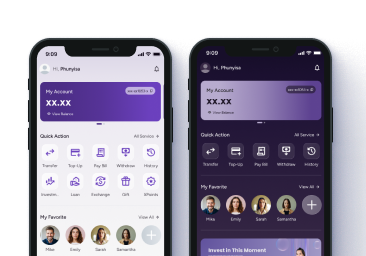 9:09
Hi, Phunyisa
My Account
XX.XX
View Balance
Quick Action
All Service
Transfer
Top-Up
Pay Bill
Withdraw
History
Loan
Exchange
Gift
My Favorite
View All
Mike
Emily
Sarah
Samantha
9:09
Hi, Phunyisa
My Account
XX.XX
View Balance
Quick Action
All Service
Transfer
Top-Up
Pay Bill
Withdraw
History
My Favorite
View All
Mike
Emily
Sarah
Samantha
Invest In This Moment